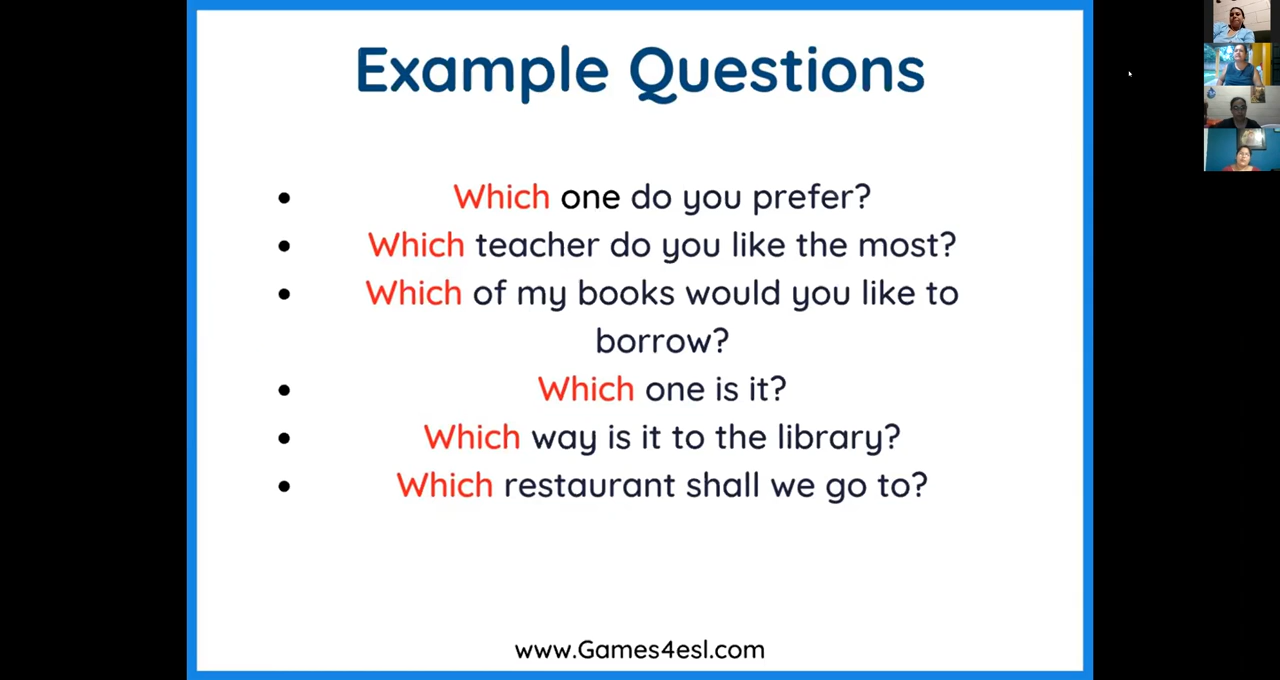 Example Questions
• Which one do you prefer?
• Which teacher do you like the most?
• Which of my books would you like to
borrow?
• Which one is it?
• Which way is it to the library?
• Which restaurant shall we go to?
www.Games4esl.com